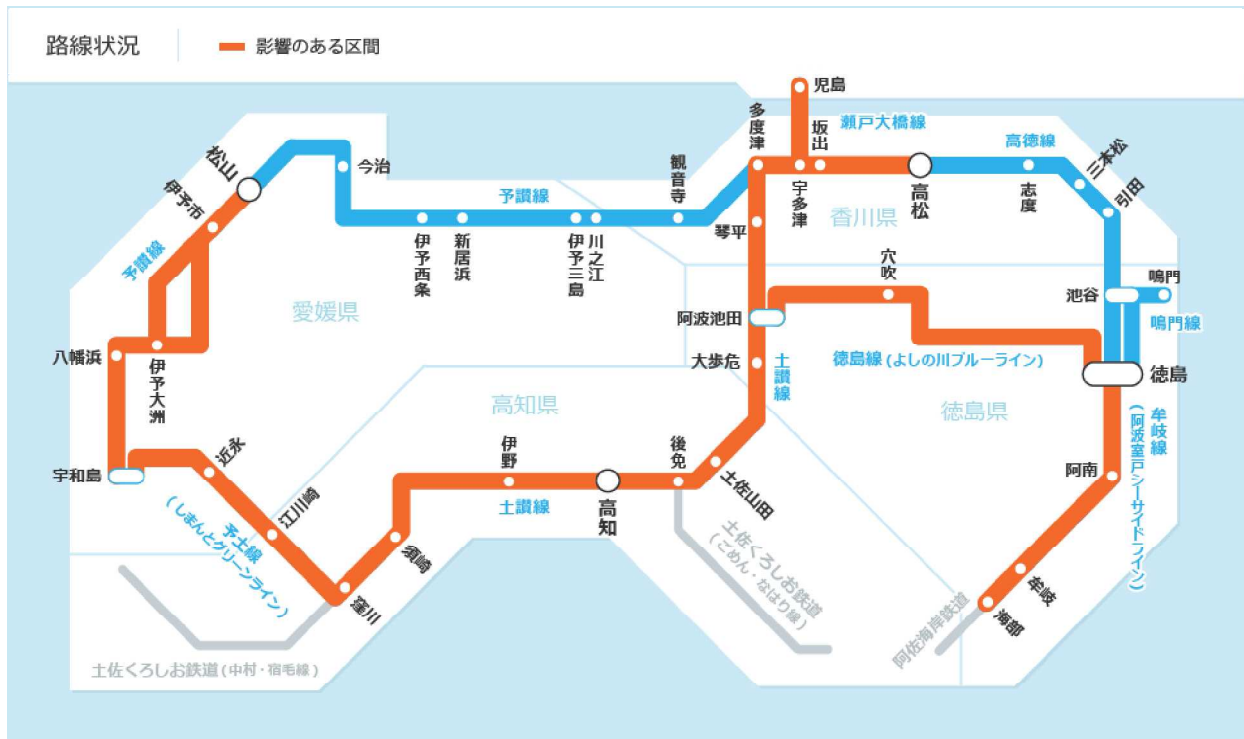 路線状況
影響のある区間
児島
瀬戸大橋線
多度津
坂出
宇多津
高松
高徳線
志度
三本松
引田
香川県
松山
今治
伊予市
予讃線
予讃線
観音寺
伊予西条
新居浜
伊予三島
川之江
琴平
穴吹
池谷
鳴門
鳴門線
愛媛県
阿波池田
八幡浜
伊予大洲
大歩危
土讃線
徳島線(よしの川ブルーライン)
徳島
高知県
徳島県
牟岐線
(阿波室戸シーサイドライン)
宇和島
近永
江川崎
予土線
(しまんとグリーンライン)
伊野
土讃線
高知
後免
土佐山田
阿南
須崎
窪川
土佐くろしお鉄道
(ごめん・なはり線)
牟岐
海部
阿佐海岸鉄道
土佐くろしお鉄道(中村・宿毛線)